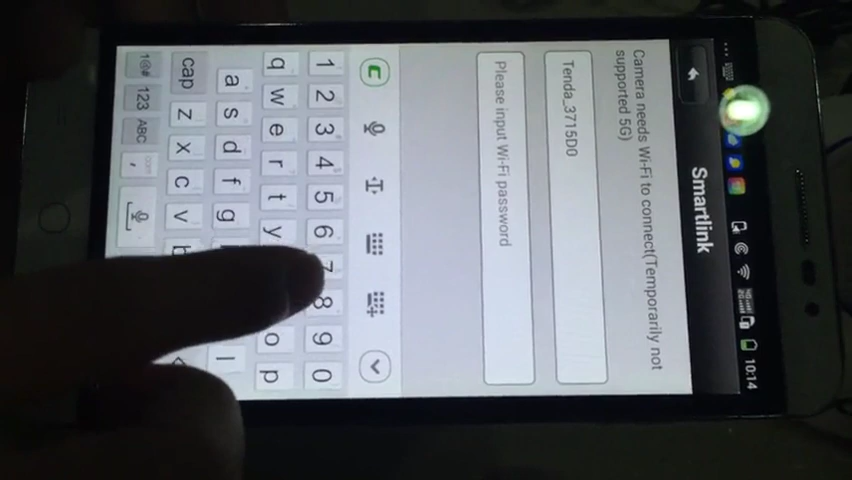 10:14
Smartlink
Camera needs Wi-Fi to connect(Temporarily not
supported 5G)
Tenda_3715D0
Please input Wi-Fi password
1 2 3 4 5 6 7 8 9 0
q w e r t y o p
a s d f g l
cap z x c v b
1@# 123 ABC ,